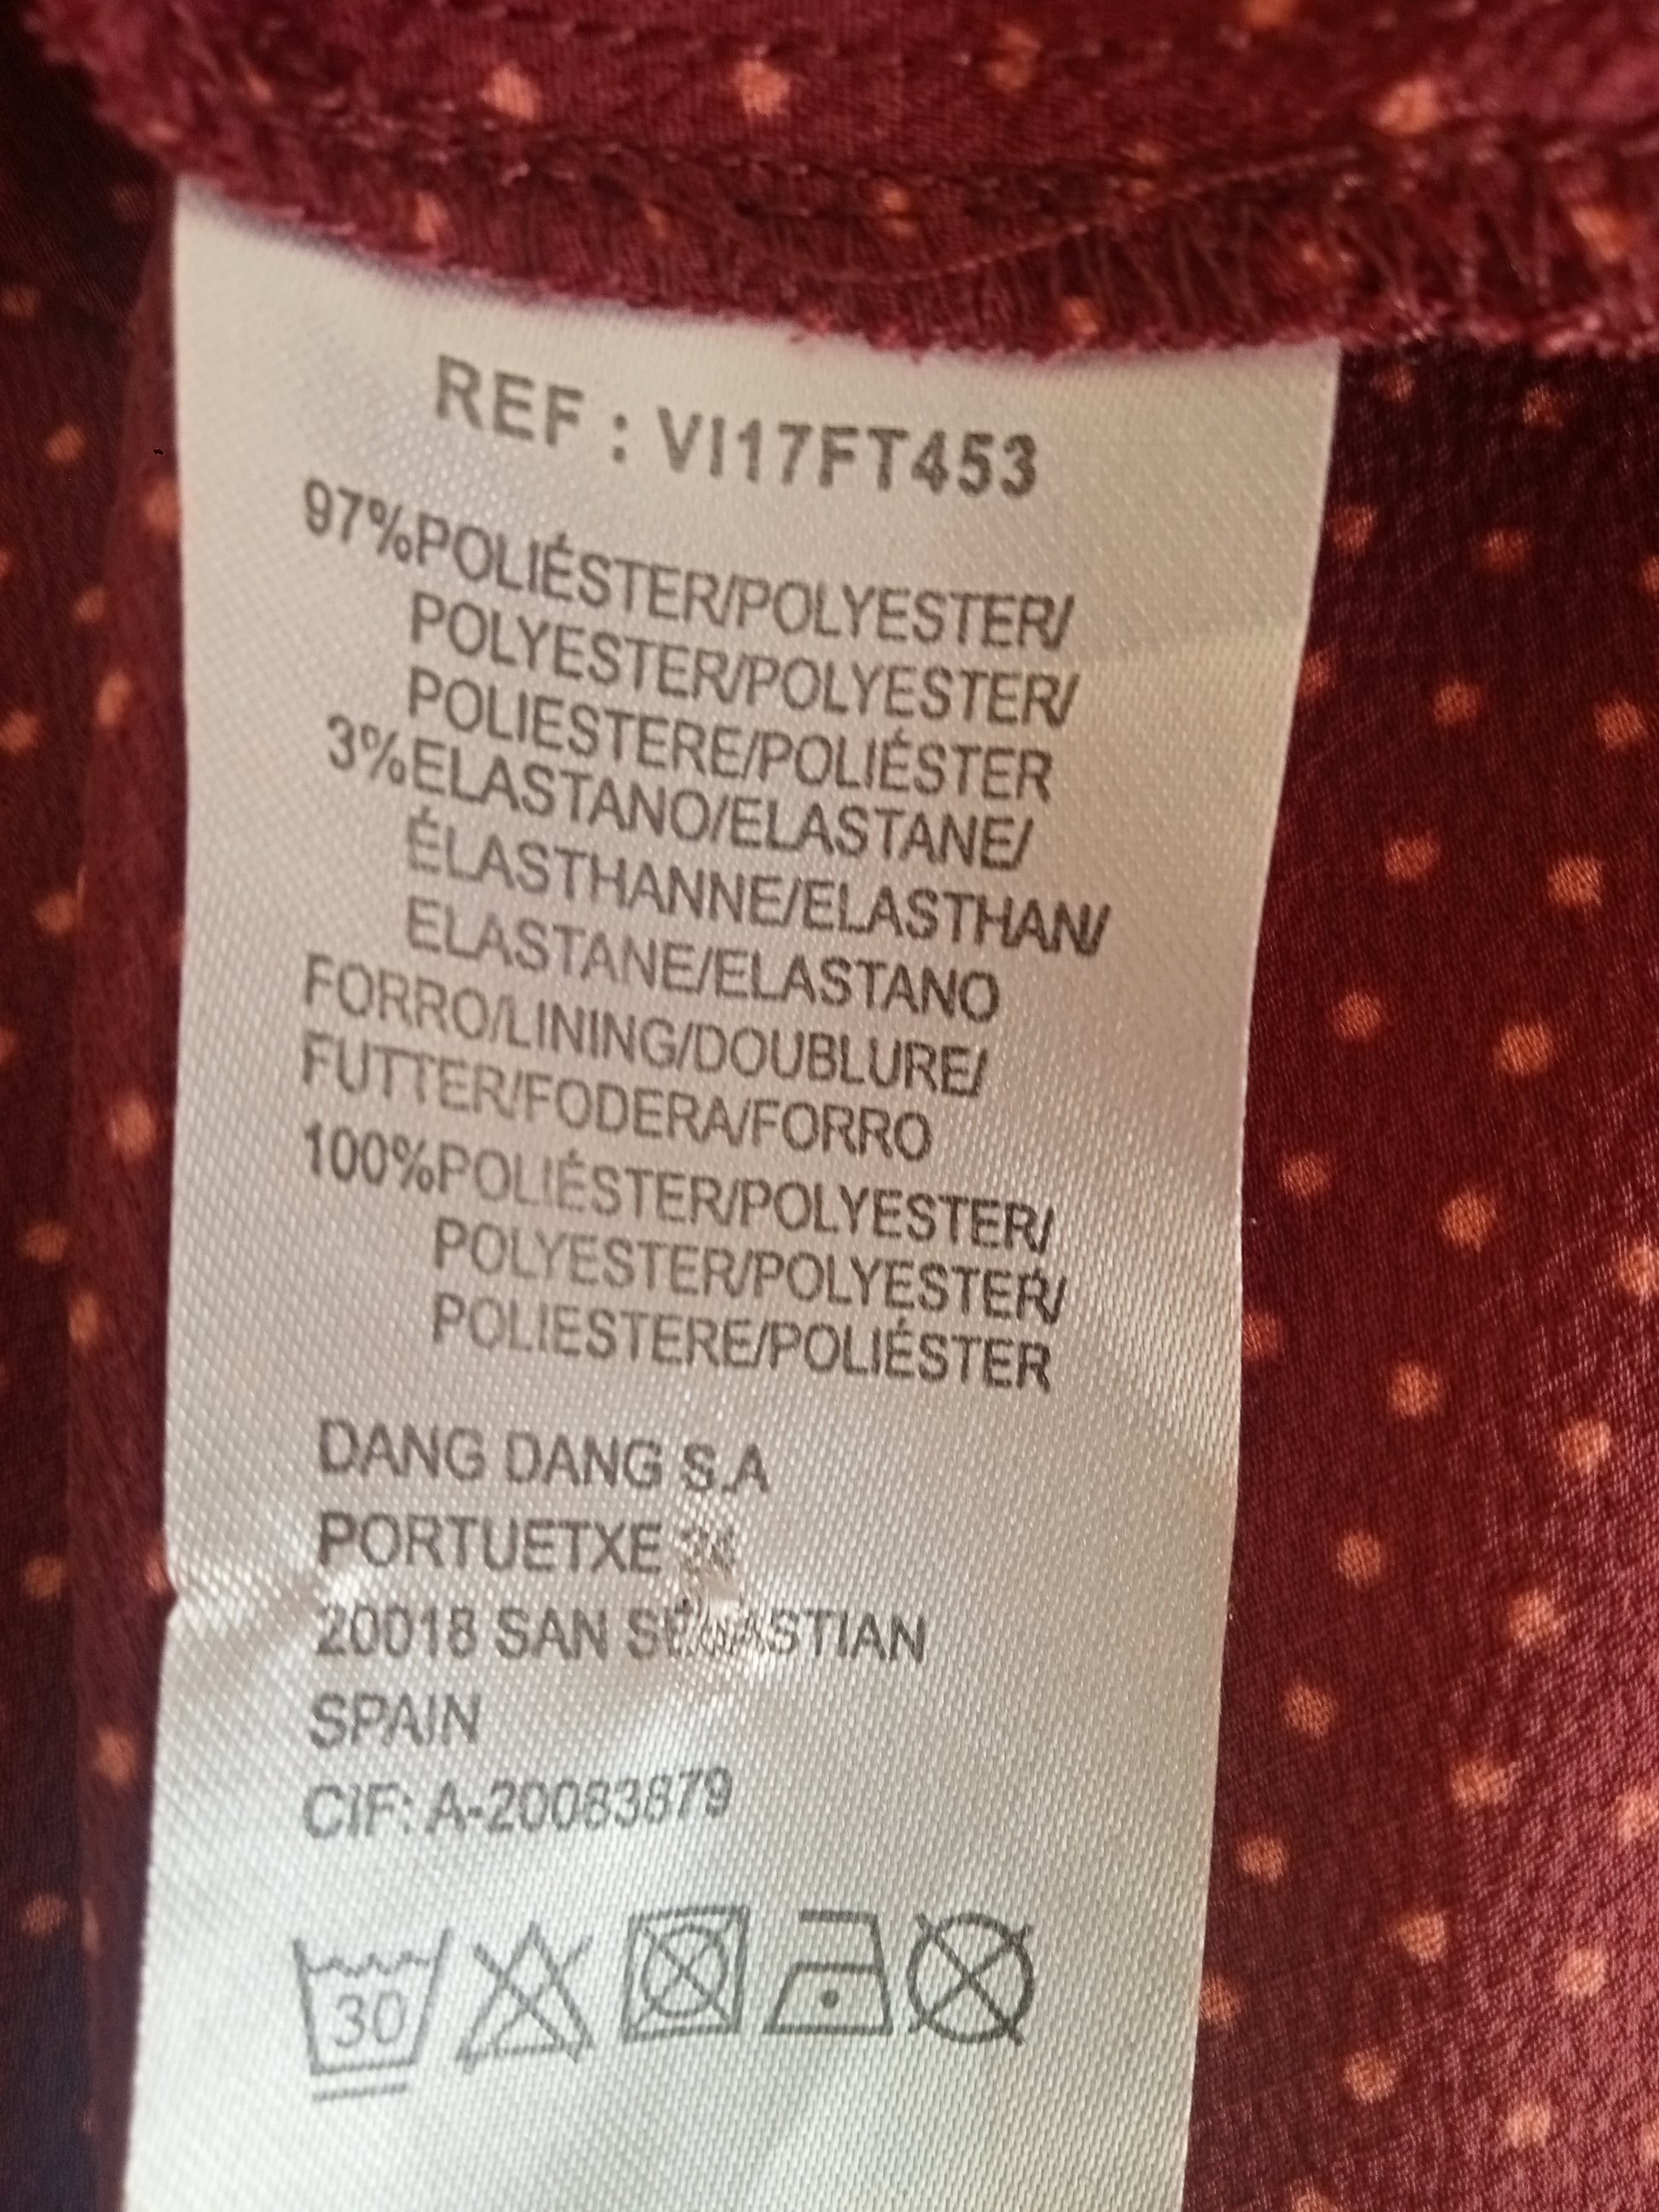 REF : VI17FT453
97%POLIÉSTER/POLYESTER/
POLYESTER/POLYESTER/
POLIESTERE/POLIÉSTER
3%ELASTANO/ELASTANE/
ÉLASTHANNE/ELASTHAN/
ELASTANE/ELASTANO
FORRO/LINING/DOUBLURE/
FUTTER/FODERA/FORRO
100%POLIÉSTER/POLYESTER/
POLYESTER/POLYESTER/
POLIESTERE/POLIÉSTER
DANG DANG S.A
PORTUETXE
20018 SAN SEBASTIAN
SPAIN
CIF: A-20083879
30